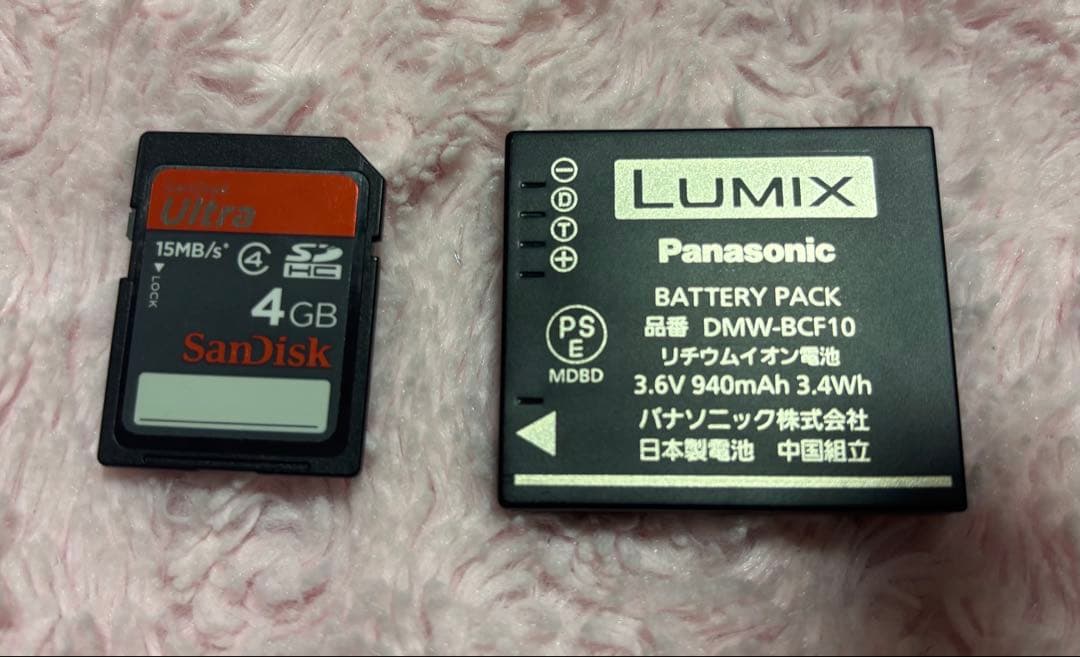 SanDisk
Ultra
15MB/s*
4
SD
HC
LOCK
4GB
SanDisk
LUMIX
Panasonic
BATTERY PACK
品番 DMW-BCF10
リチウムイオン電池
3.6V 940mAh 3.4Wh
パナソニック株式会社
日本製電池 中国組立
−
D
T
+
PS
E
MDBD